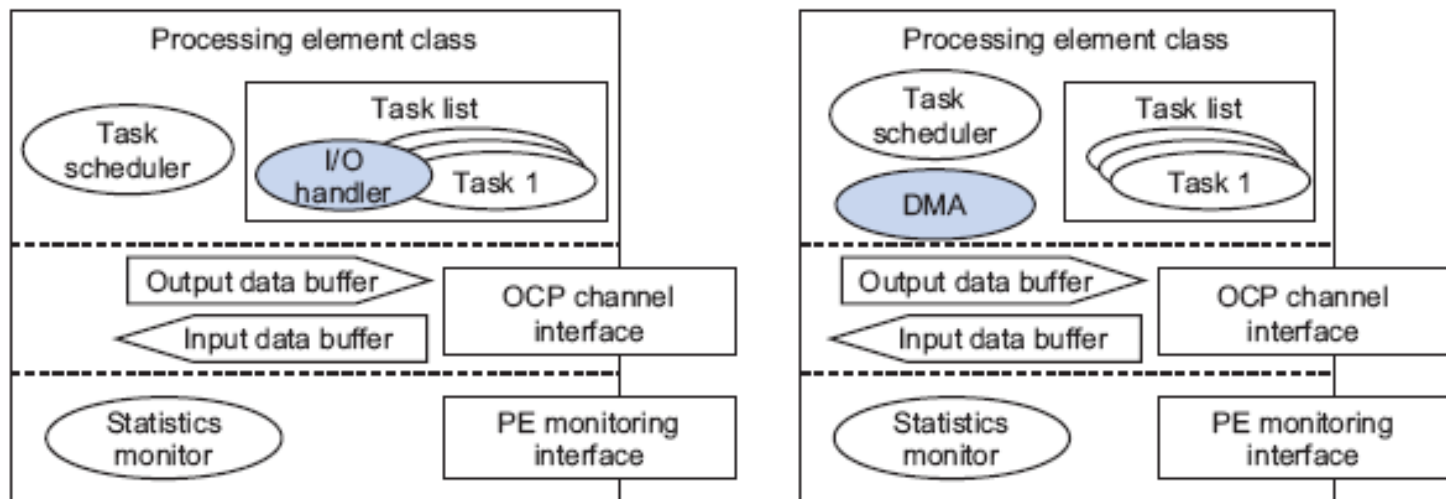 Processing element class
Task
scheduler
Task list
I/O
handler
Task 1
Output data buffer
Input data buffer
OCP channel
interface
Statistics
monitor
PE monitoring
interface
Processing element class
Task
scheduler
DMA
Task list
Task 1
Output data buffer
Input data buffer
OCP channel
interface
Statistics
monitor
PE monitoring
interface